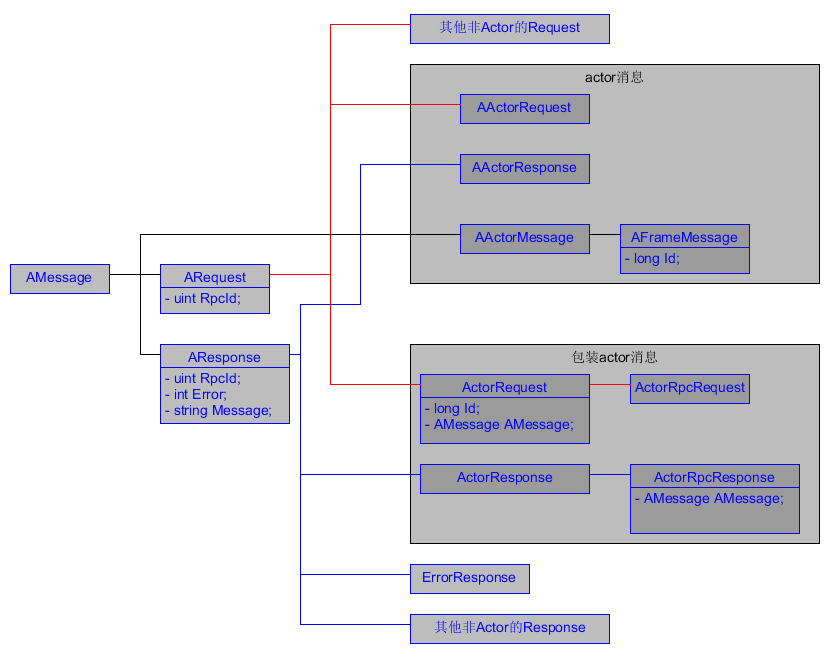 其他非Actor的Request
actor消息
AActorRequest
AActorResponse
AActorMessage
AFrameMessage
- long Id;
AMessage
ARequest
- uint RpcId;
AResponse
- uint RpcId;
- int Error;
- string Message;
包装actor消息
ActorRequest
- long Id;
- AMessage AMessage;
ActorRpcRequest
ActorResponse
ActorRpcResponse
- AMessage AMessage;
ErrorResponse
其他非Actor的Response